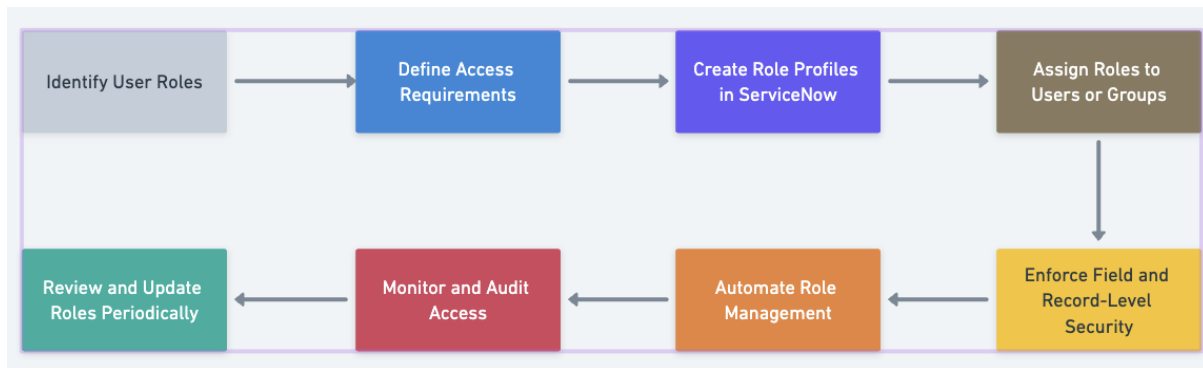 Identify User Roles
Define Access
Requirements
Create Role Profiles
in ServiceNow
Assign Roles to
Users or Groups
Enforce Field and
Record-Level
Security
Automate Role
Management
Monitor and Audit
Access
Review and Update
Roles Periodically